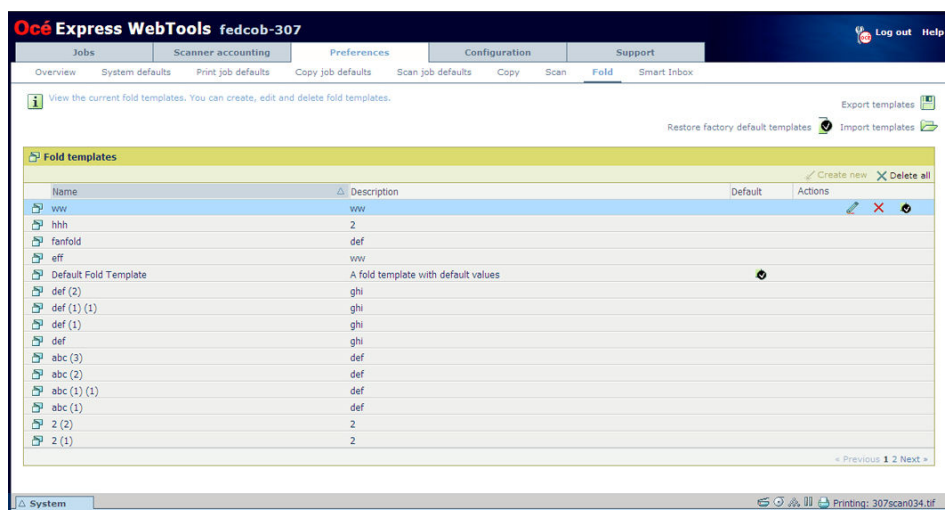 Océ Express WebTools fedcob-307
océ Log out Help
Jobs Scanner accounting Preferences Configuration Support
Overview System defaults Print job defaults Copy job defaults Scan job defaults Copy Scan Fold Smart Inbox
i View the current fold templates. You can create, edit and delete fold templates.
Export templates
Restore factory default templates Import templates
Fold templates
Create new Delete all
Name Description Default Actions
ww ww
hhh 2
fanfold def
eff ww
Default Fold Template A fold template with default values
def (2) ghi
def (1) (1) ghi
def (1) ghi
def ghi
abc (3) def
abc (2) def
abc (1) (1) def
abc (1) def
2 (2) 2
2 (1) 2
« Previous 1 2 Next »
System Printing: 307scan034.tif